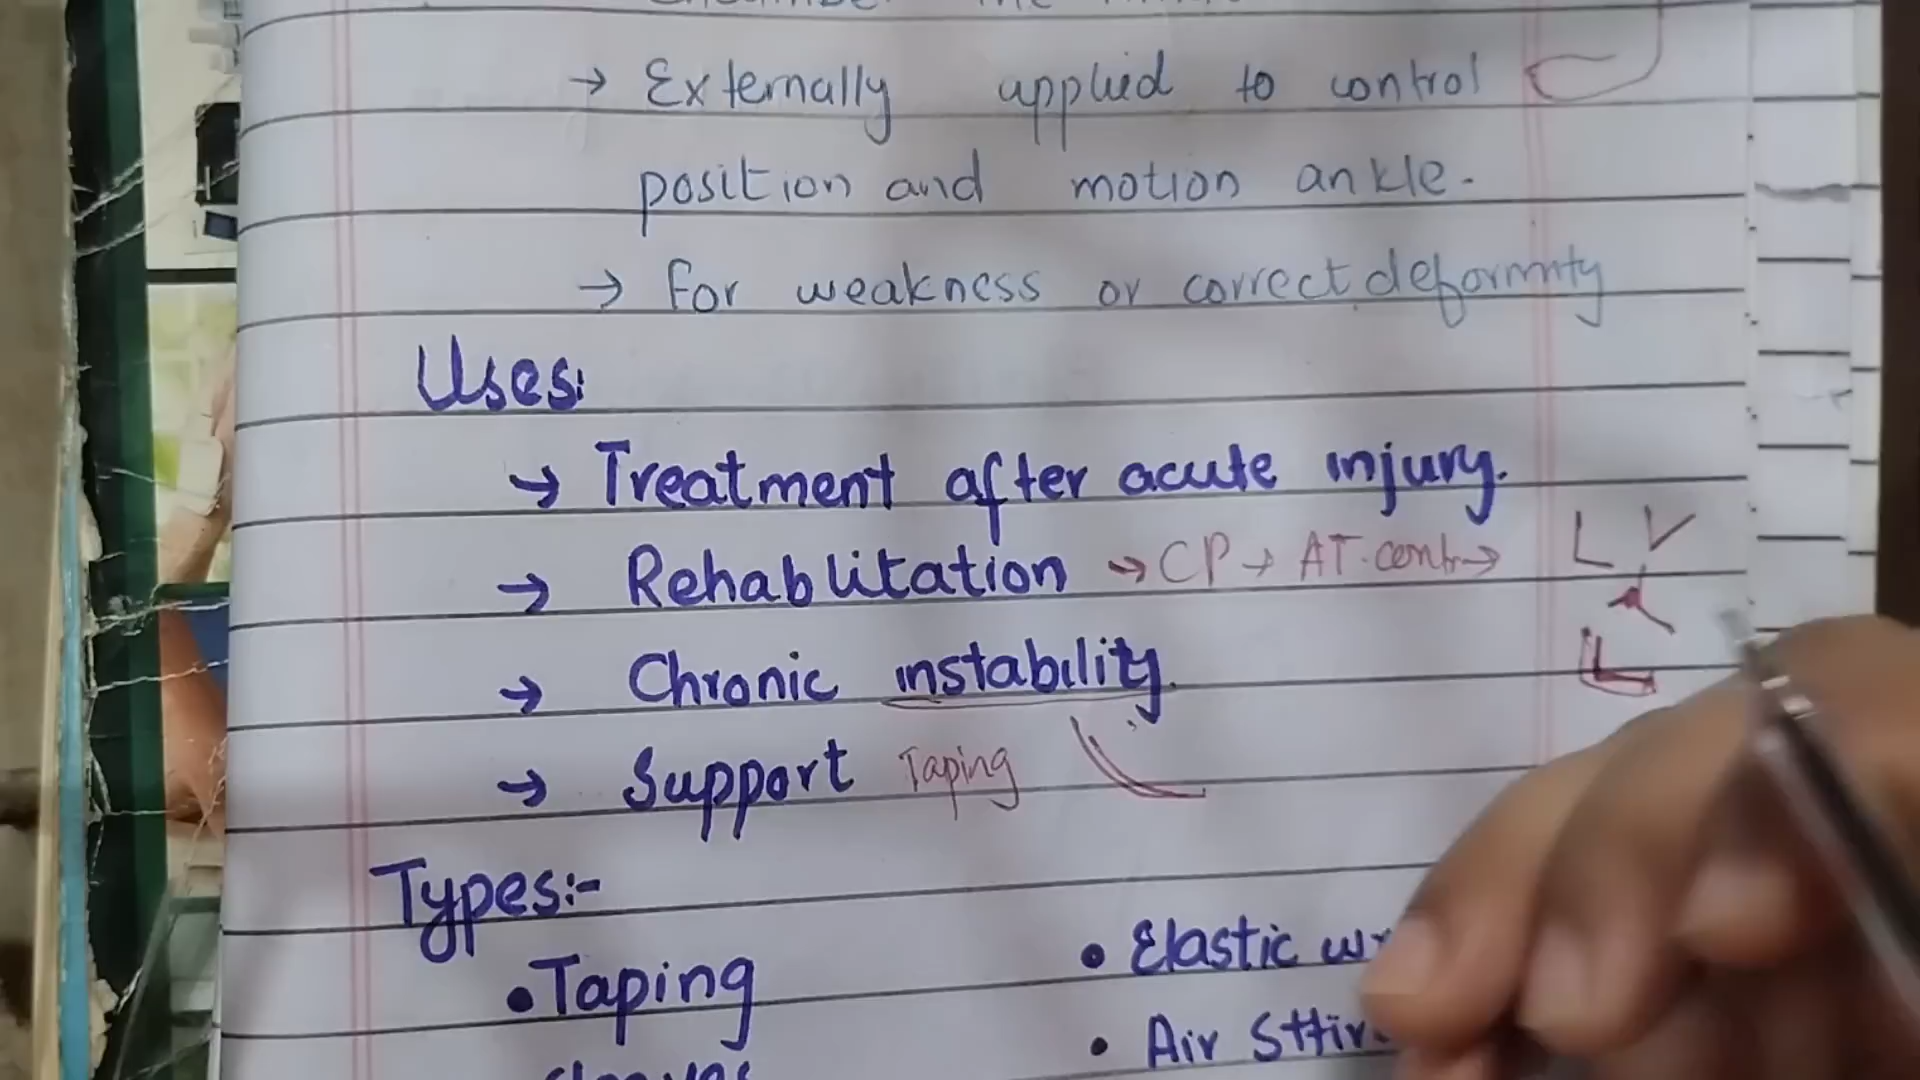 → Externally applied to control
position and motion ankle.
→ For weakness or correct deformity
Uses:
→ Treatment after acute injury.
→ Rehablitation → CP → AT. cont →
→ Chronic instability.
→ Support Taping
Types:-
• Taping
• Elastic
• Air